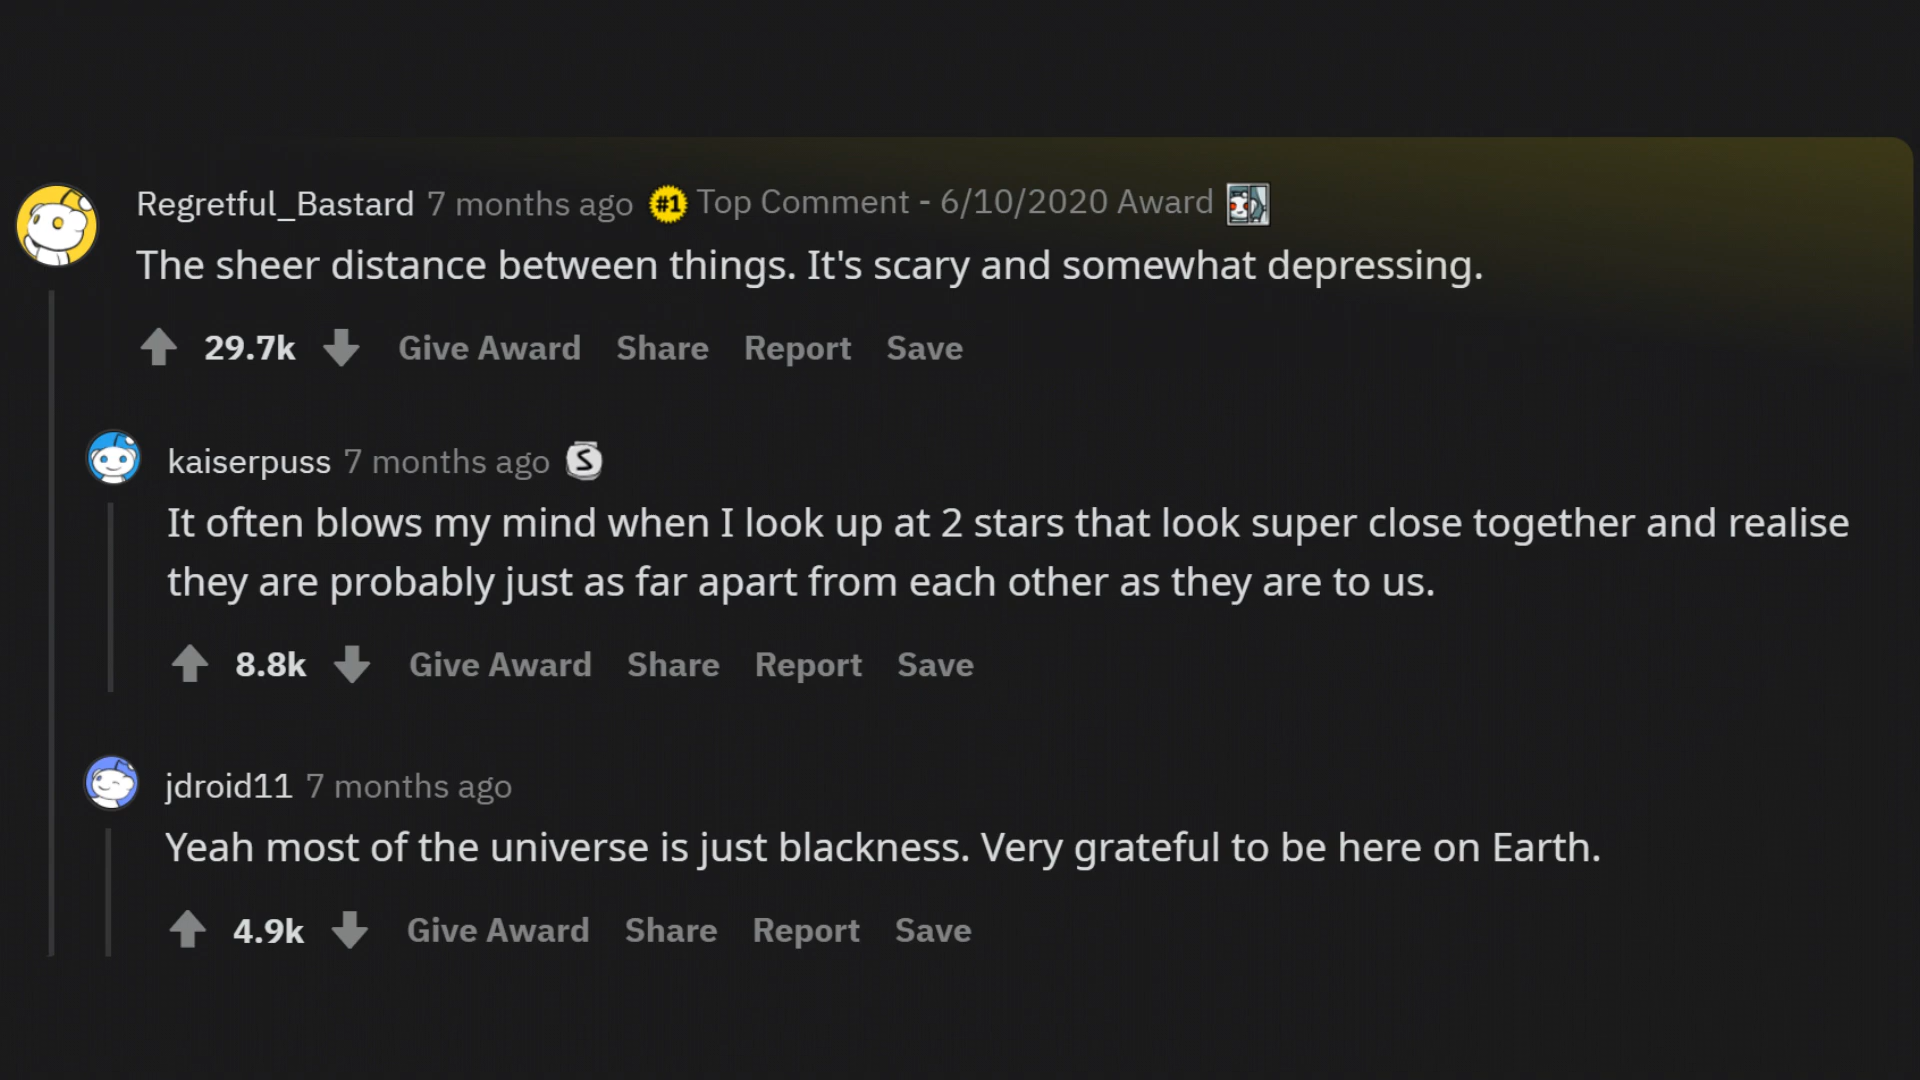 Regretful_Bastard 7 months ago #1 Top Comment - 6/10/2020 Award
The sheer distance between things. It's scary and somewhat depressing.
29.7k Give Award Share Report Save
kaiserpuss 7 months ago S
It often blows my mind when I look up at 2 stars that look super close together and realise
they are probably just as far apart from each other as they are to us.
8.8k Give Award Share Report Save
jdroid11 7 months ago
Yeah most of the universe is just blackness. Very grateful to be here on Earth.
4.9k Give Award Share Report Save